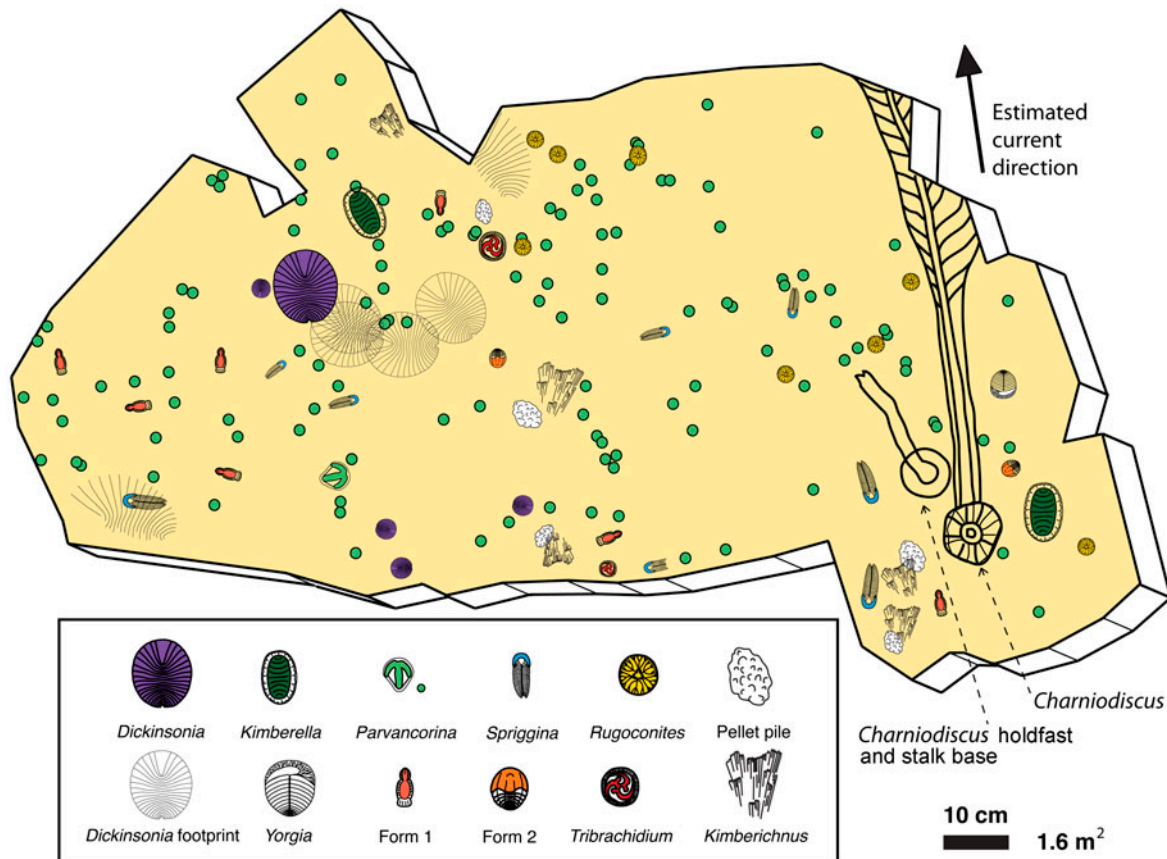 Estimated
current
direction
Charniodiscus
Charniodiscus holdfast
and stalk base
10 cm
1.6 m²
Dickinsonia
Kimberella
Parvancorina
Spriggina
Rugoconites
Pellet pile
Dickinsonia footprint
Yorgia
Form 1
Form 2
Tribrachidium
Kimberichnus